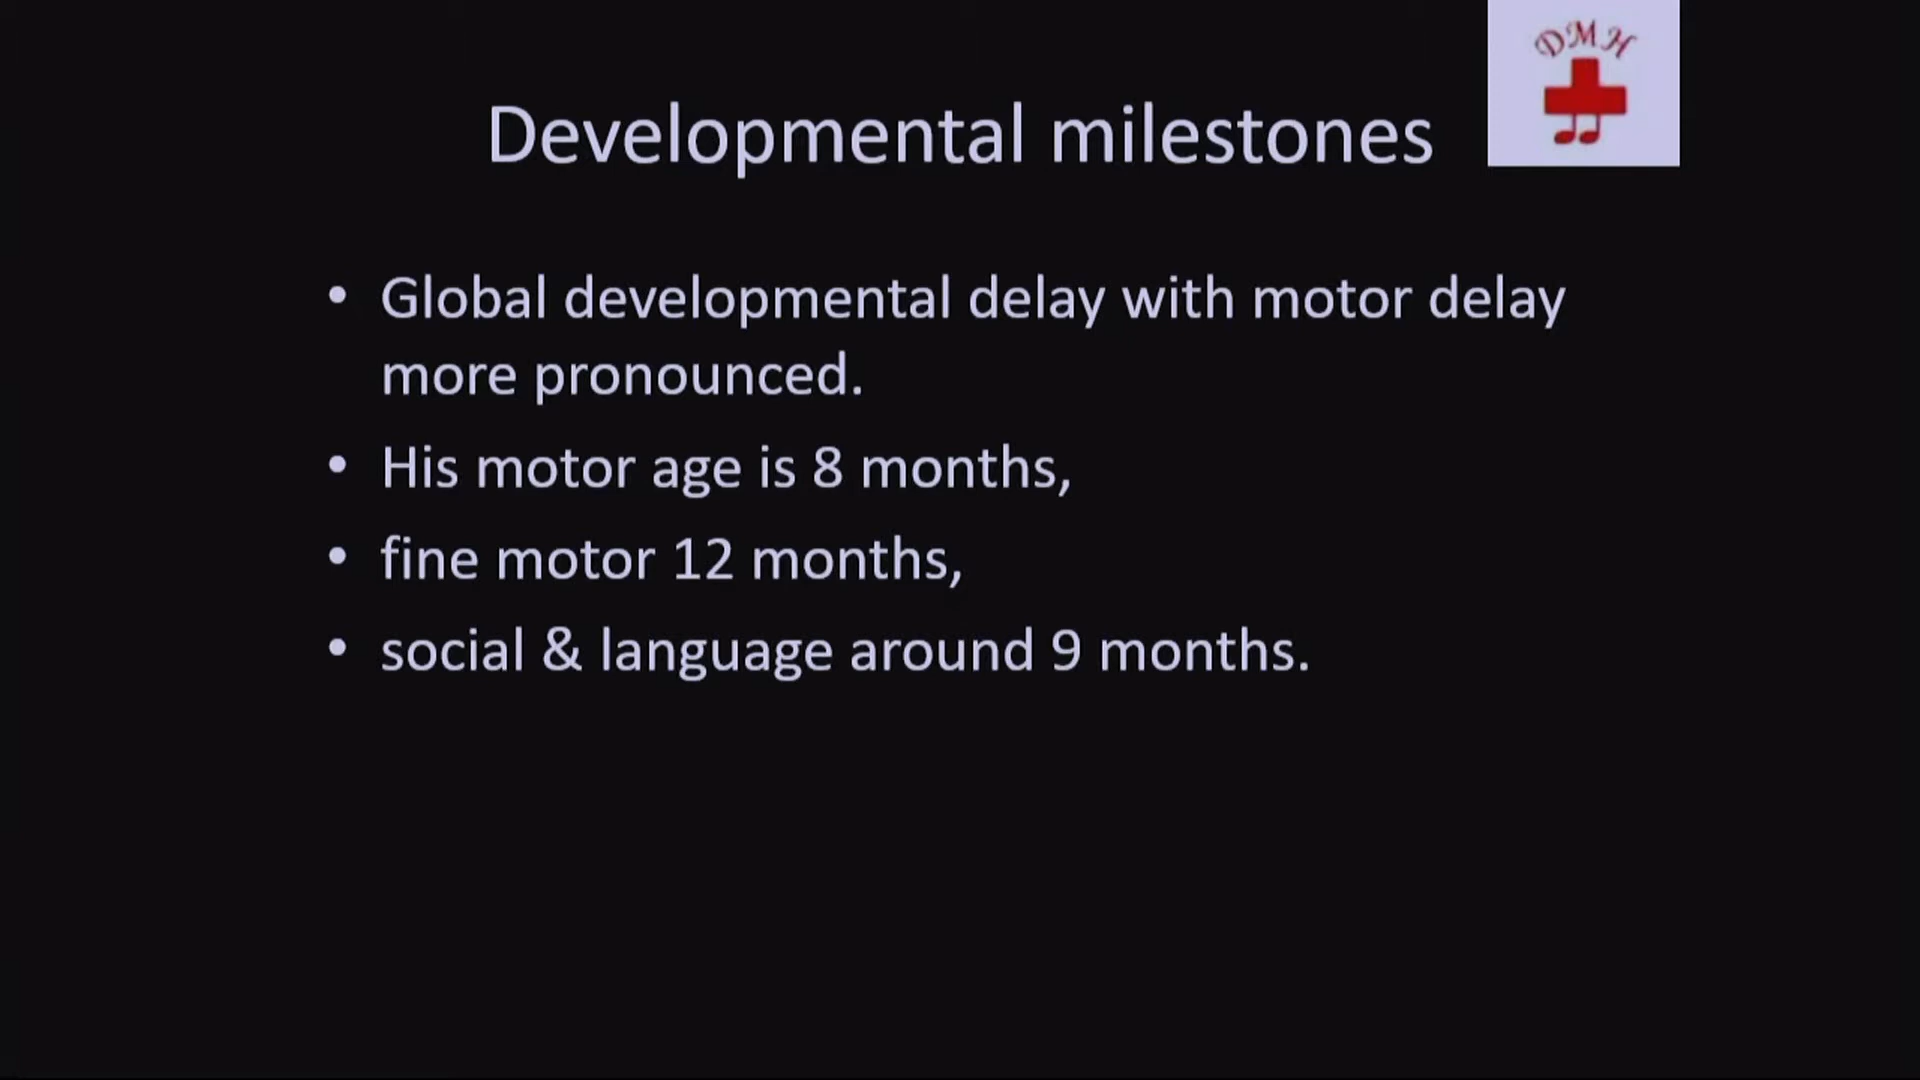 DMH
Developmental milestones
• Global developmental delay with motor delay
more pronounced.
• His motor age is 8 months,
• fine motor 12 months,
• social & language around 9 months.